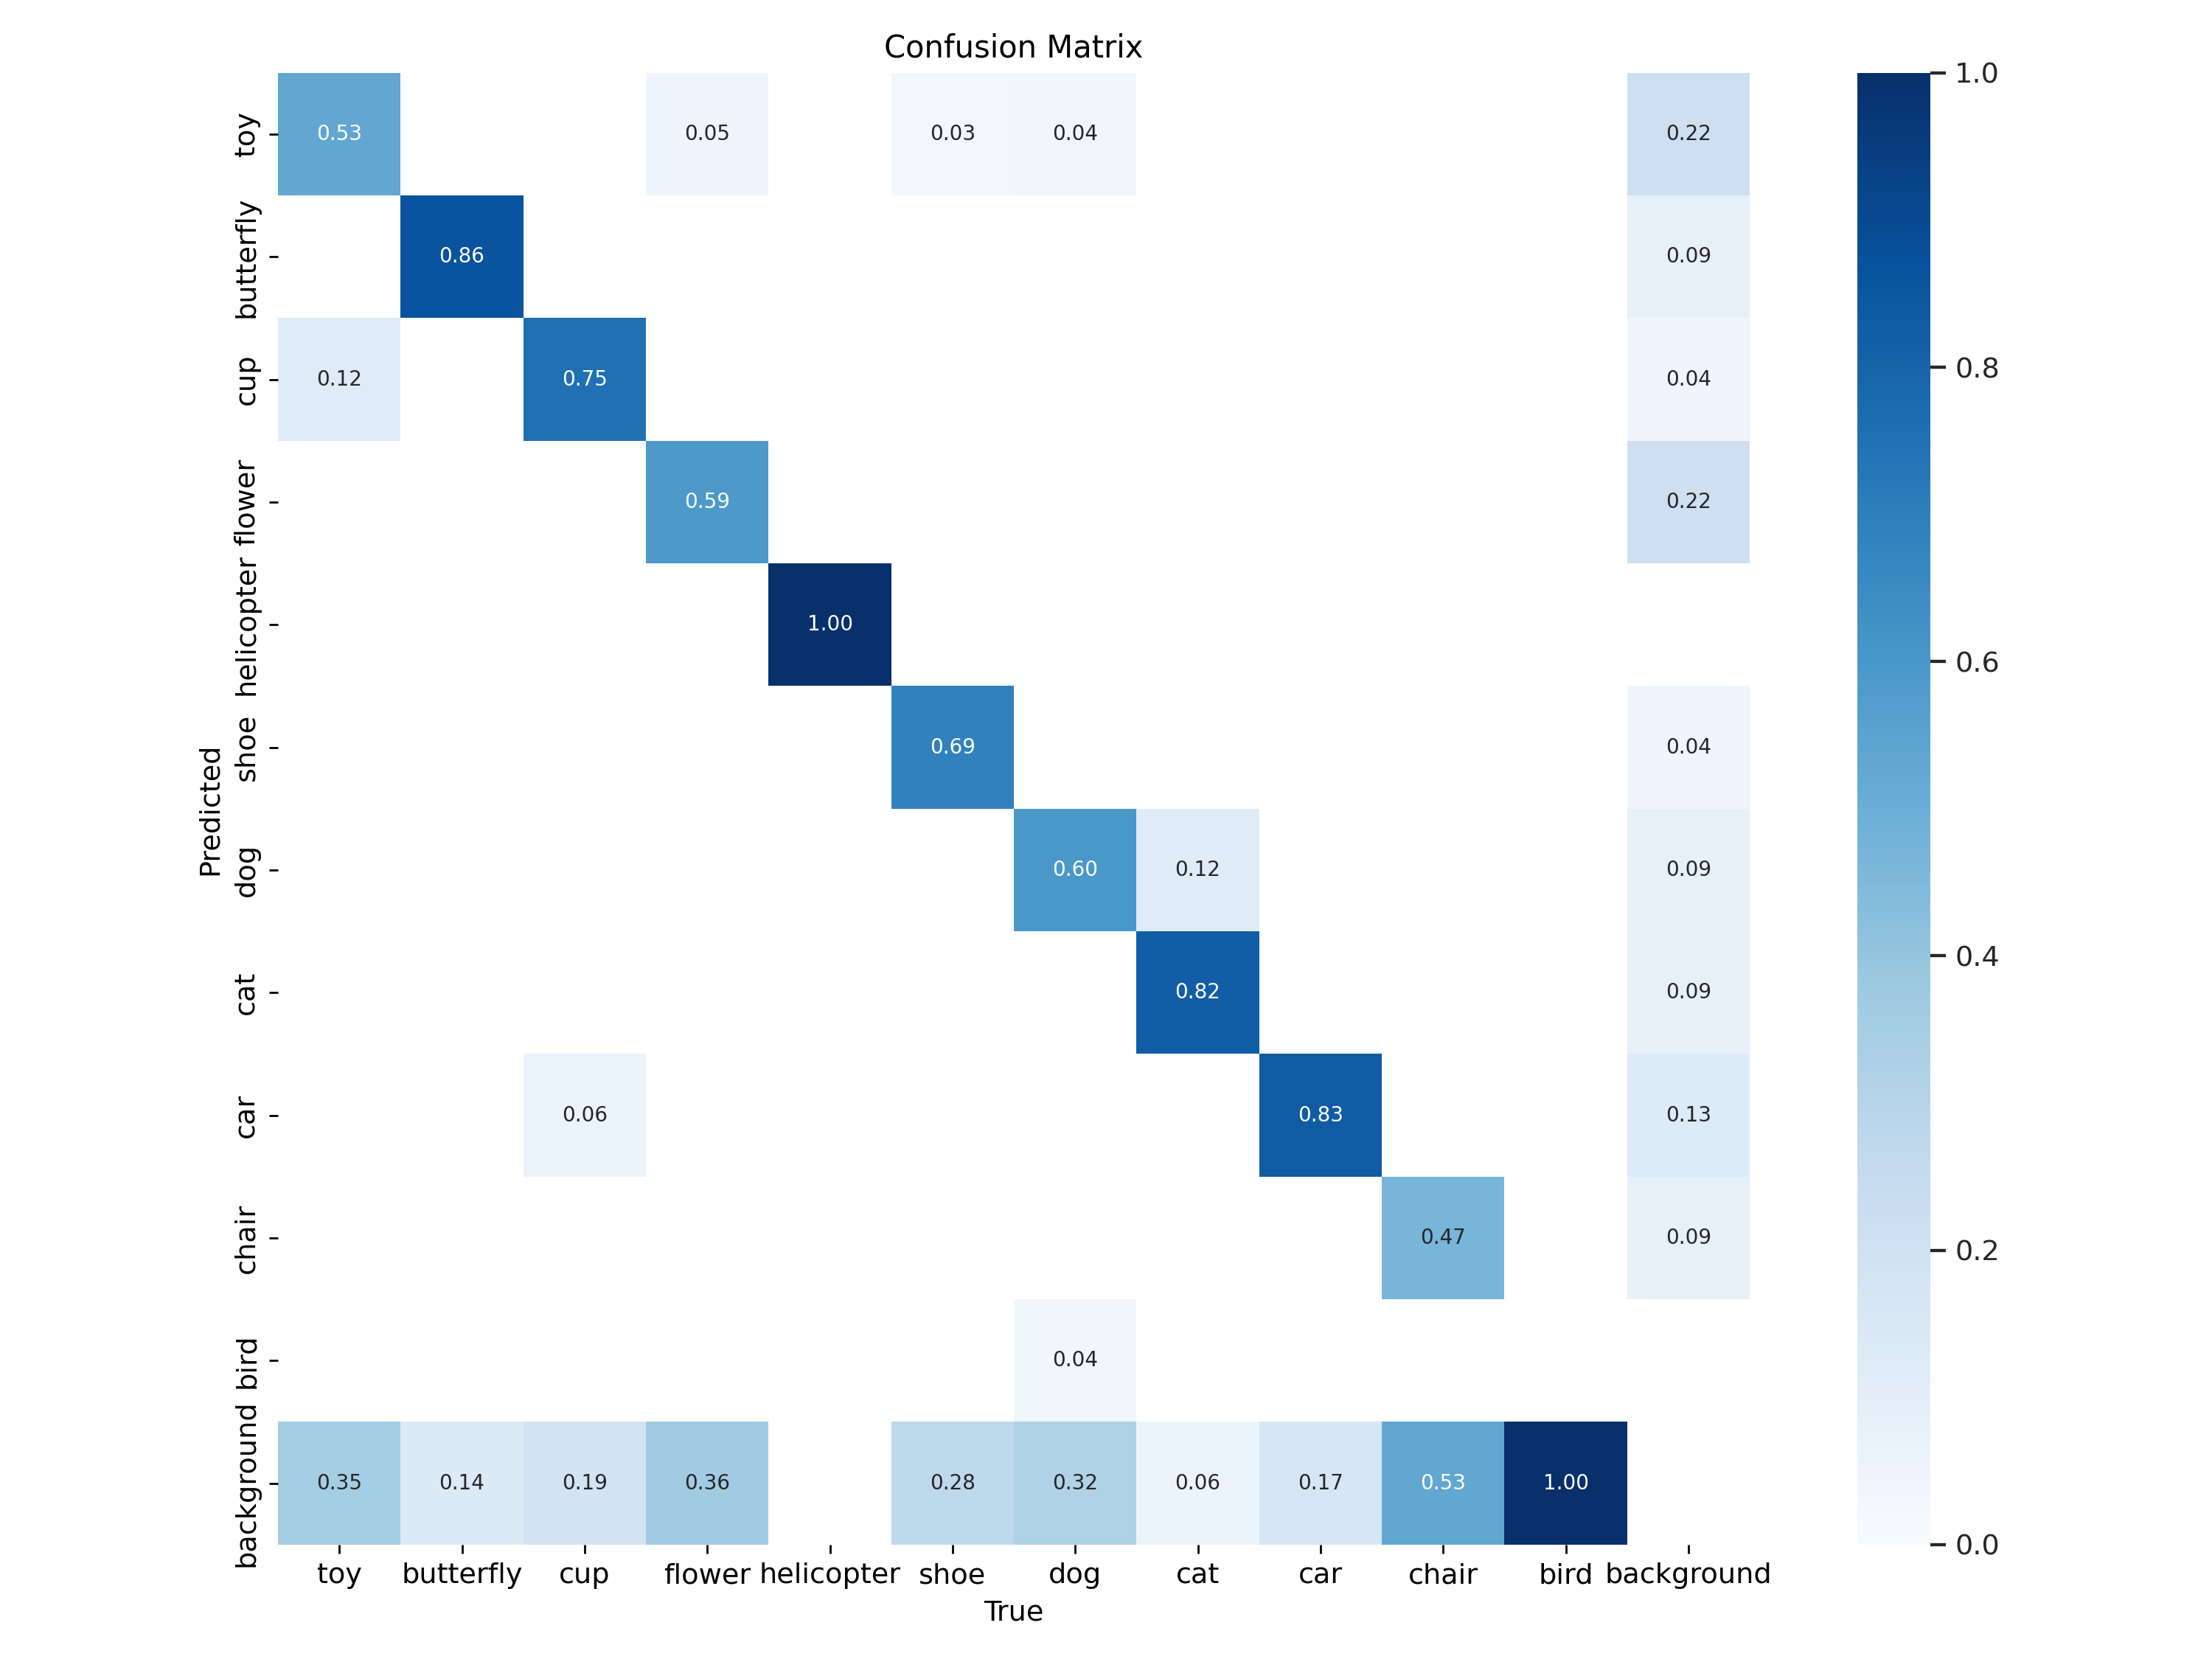 Confusion Matrix
toy 0.53 0.05 0.03 0.04 0.22
butterfly 0.86 0.09
cup 0.12 0.75 0.04
flower 0.59 0.22
helicopter 1.00
shoe 0.69 0.04
dog 0.60 0.12 0.09
cat 0.82 0.09
car 0.06 0.83 0.13
chair 0.47 0.09
bird 0.04
background 0.35 0.14 0.19 0.36 0.28 0.32 0.06 0.17 0.53 1.00
Predicted
toy butterfly cup flower helicopter shoe dog cat car chair bird background
True
1.0
0.8
0.6
0.4
0.2
0.0